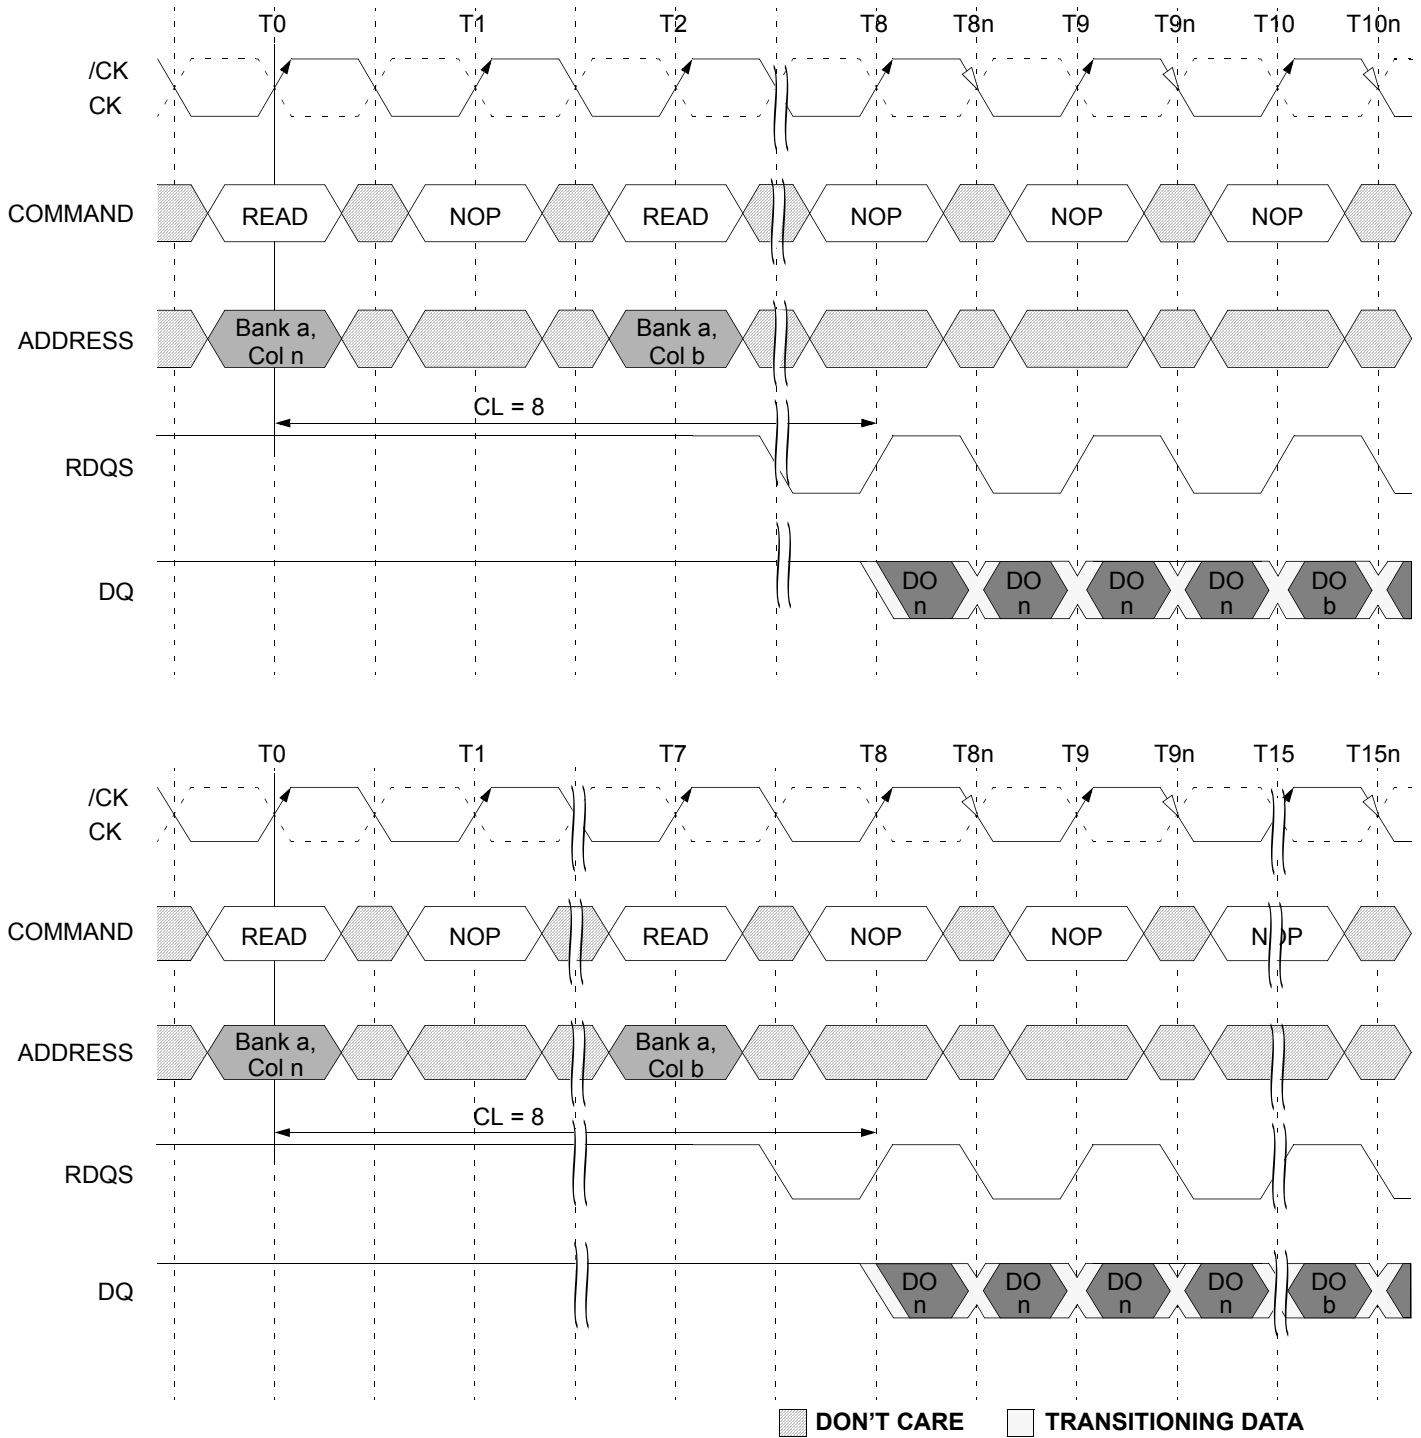 T0 T1 T2 T8 T8n T9 T9n T10 T10n
/CK
CK
COMMAND READ NOP READ NOP NOP NOP
ADDRESS Bank a, Col n Bank a, Col b
CL = 8
RDQS
DQ DO n DO n DO n DO n DO b
T0 T1 T7 T8 T8n T9 T9n T15 T15n
/CK
CK
COMMAND READ NOP READ NOP NOP NOP
ADDRESS Bank a, Col n Bank a, Col b
CL = 8
RDQS
DQ DO n DO n DO n DO n DO b
DON'T CARE TRANSITIONING DATA